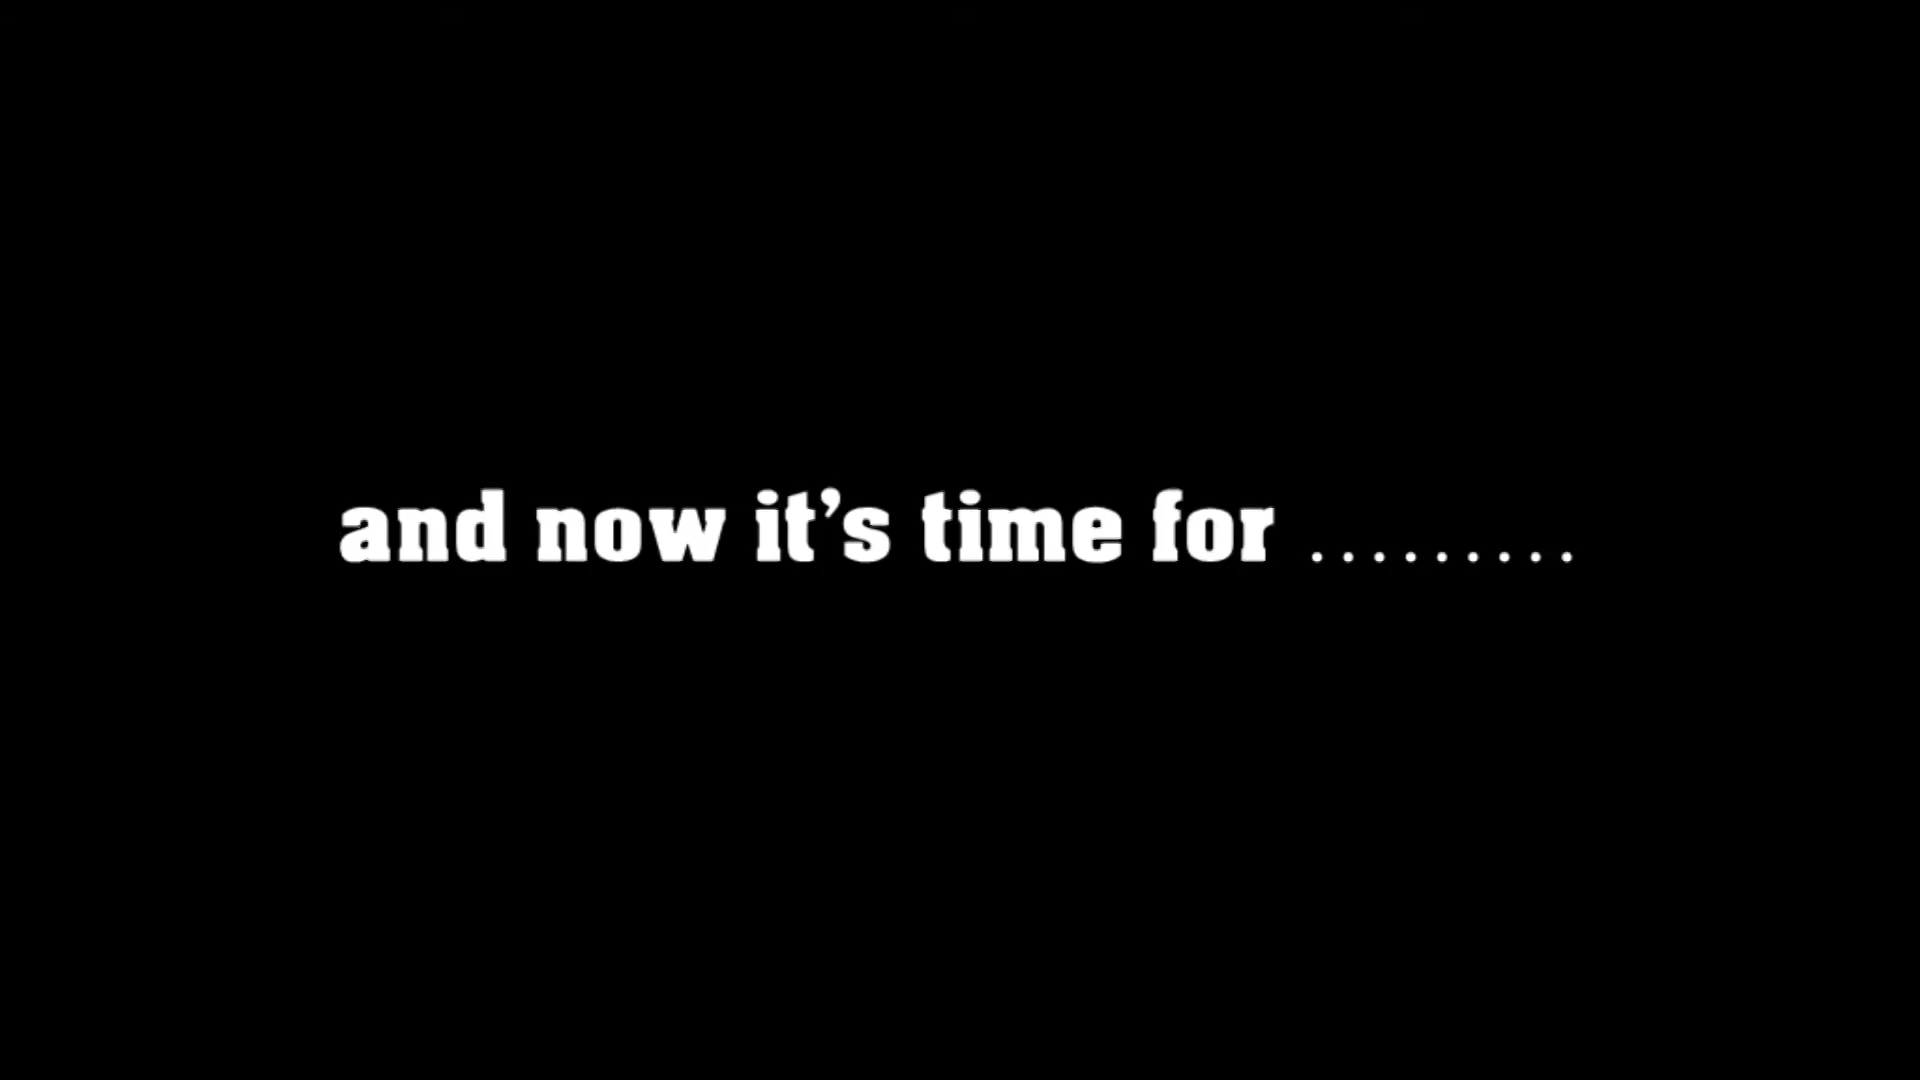 and now it’s time for .........